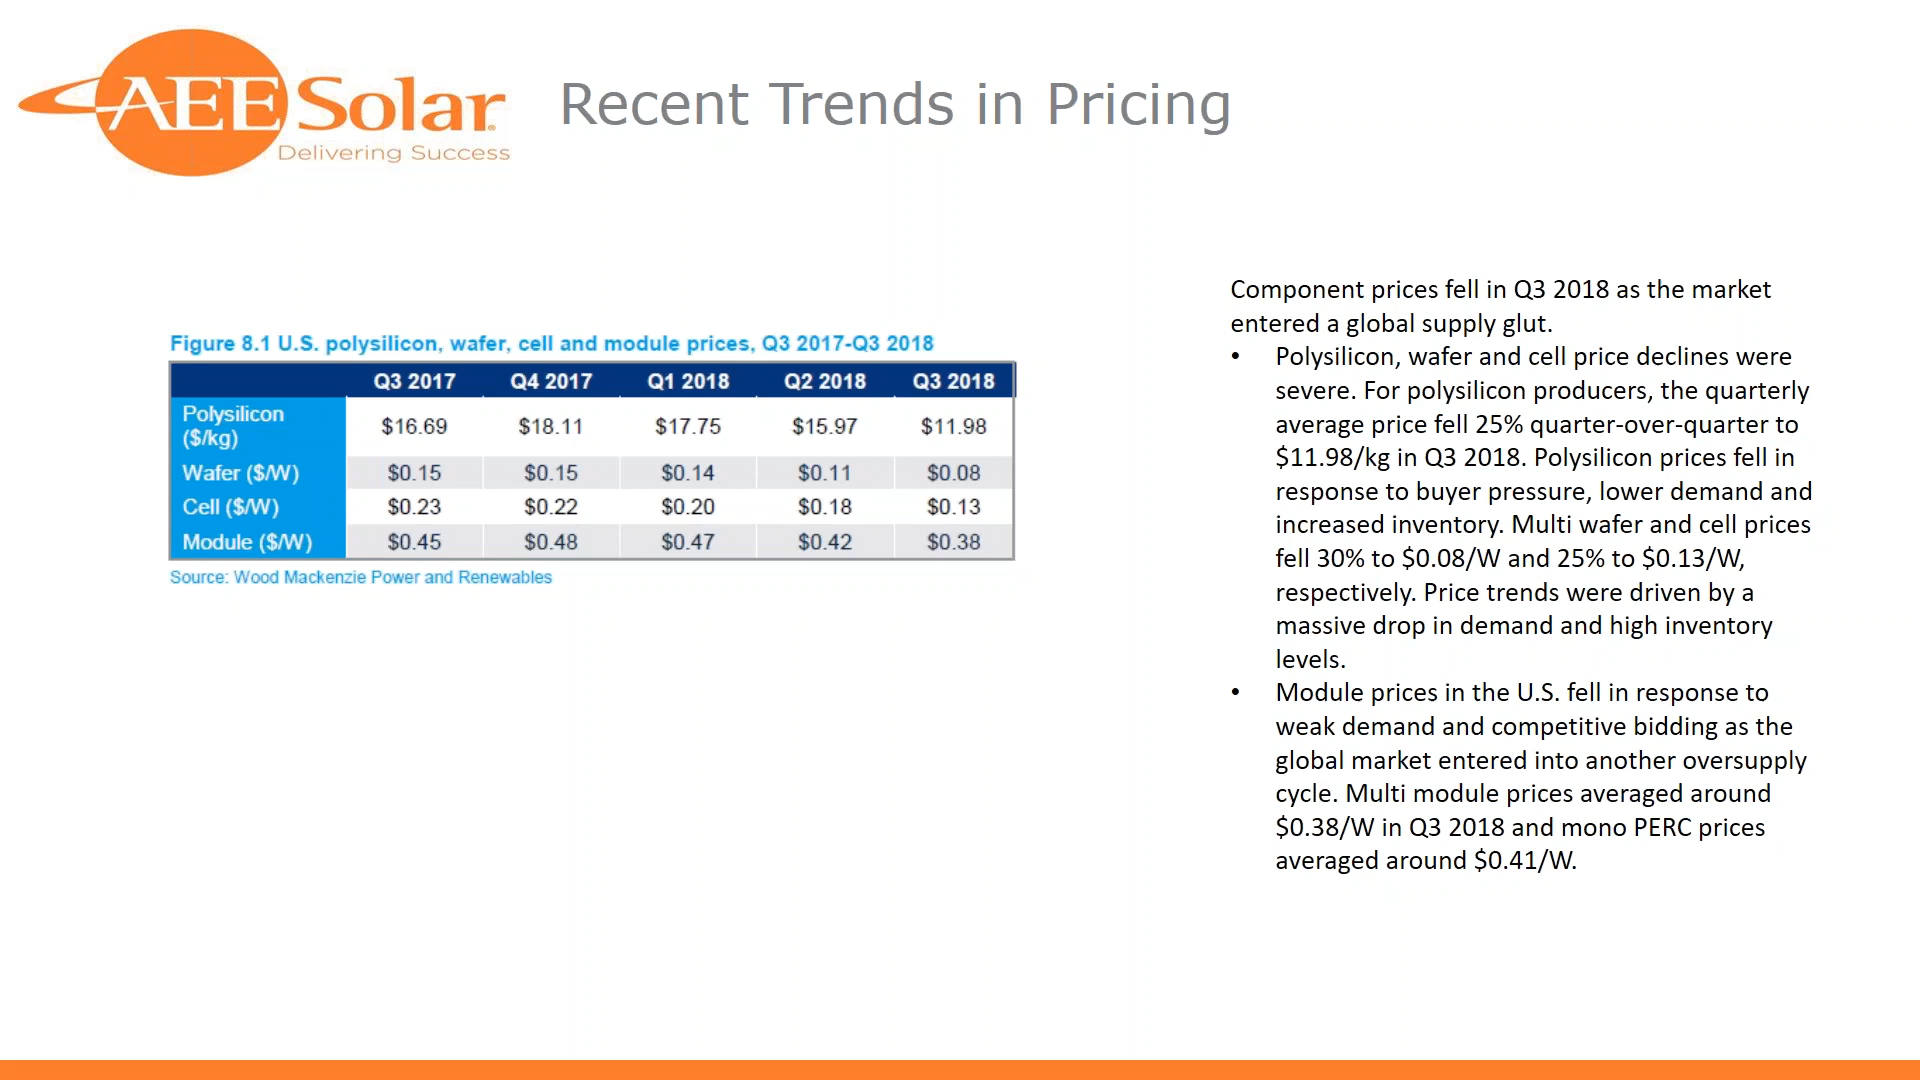 AEE Solar
Delivering Success
Recent Trends in Pricing
Figure 8.1 U.S. polysilicon, wafer, cell and module prices, Q3 2017-Q3 2018
Q3 2017 Q4 2017 Q1 2018 Q2 2018 Q3 2018
Polysilicon ($/kg) $16.69 $18.11 $17.75 $15.97 $11.98
Wafer ($/W) $0.15 $0.15 $0.14 $0.11 $0.08
Cell ($/W) $0.23 $0.22 $0.20 $0.18 $0.13
Module ($/W) $0.45 $0.48 $0.47 $0.42 $0.38
Source: Wood Mackenzie Power and Renewables
Component prices fell in Q3 2018 as the market
entered a global supply glut.
• Polysilicon, wafer and cell price declines were
severe. For polysilicon producers, the quarterly
average price fell 25% quarter-over-quarter to
$11.98/kg in Q3 2018. Polysilicon prices fell in
response to buyer pressure, lower demand and
increased inventory. Multi wafer and cell prices
fell 30% to $0.08/W and 25% to $0.13/W,
respectively. Price trends were driven by a
massive drop in demand and high inventory
levels.
• Module prices in the U.S. fell in response to
weak demand and competitive bidding as the
global market entered into another oversupply
cycle. Multi module prices averaged around
$0.38/W in Q3 2018 and mono PERC prices
averaged around $0.41/W.